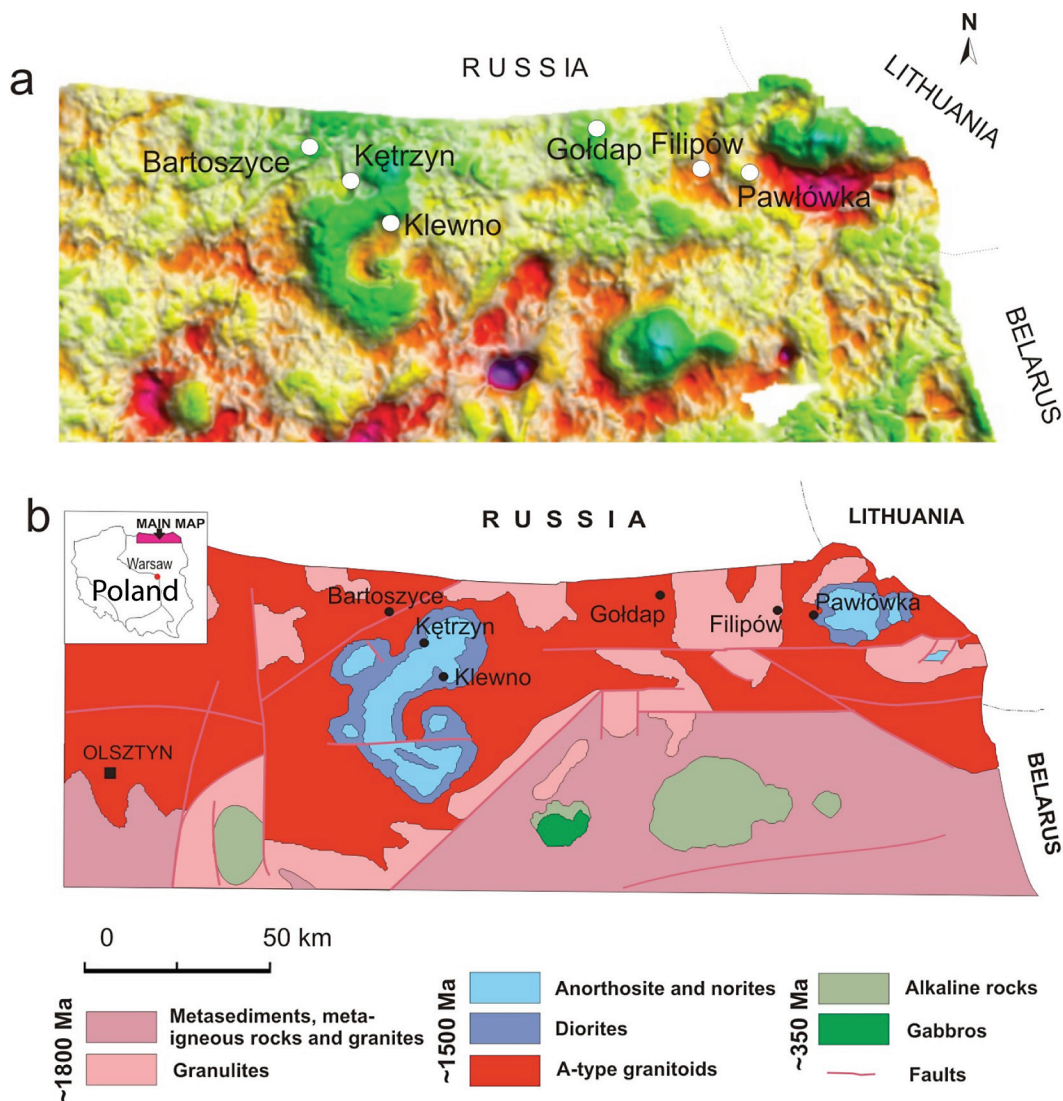 a
N
R U S S IA
LITHUANIA
BELARUS
Bartoszyce
Kętrzyn
Klewno
Gołdap
Filipów
Pawłówka
b
MAIN MAP
Warsaw
Poland
R U S S I A
LITHUANIA
BELARUS
Bartoszyce
Kętrzyn
Klewno
Gołdap
Filipów
Pawłówka
OLSZTYN
0 50 km
~1800 Ma
Metasediments, meta-
igneous rocks and granites
Granulites
~1500 Ma
Anorthosite and norites
Diorites
A-type granitoids
~350 Ma
Alkaline rocks
Gabbros
Faults